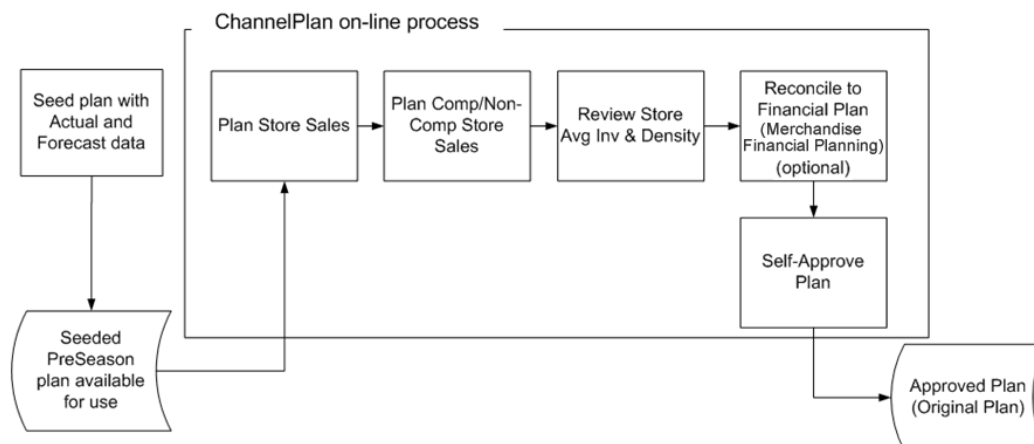 ChannelPlan on-line process
Seed plan with
Actual and
Forecast data
Plan Store Sales
Plan Comp/Non-
Comp Store
Sales
Review Store
Avg Inv & Density
Reconcile to
Financial Plan
(Merchandise
Financial Planning)
(optional)
Self-Approve
Plan
Seeded
PreSeason
plan available
for use
Approved Plan
(Original Plan)